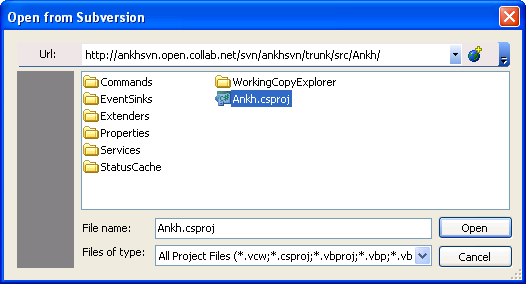 Open from Subversion
Url: http://ankhsvn.open.collab.net/svn/ankhsvn/trunk/src/Ankh/
Commands WorkingCopyExplorer
EventSinks Ankh.csproj
Extenders
Properties
Services
StatusCache
File name: Ankh.csproj Open
Files of type: All Project Files (*.vcw;*.csproj;*.vbproj;*.vbp;*.vb Cancel